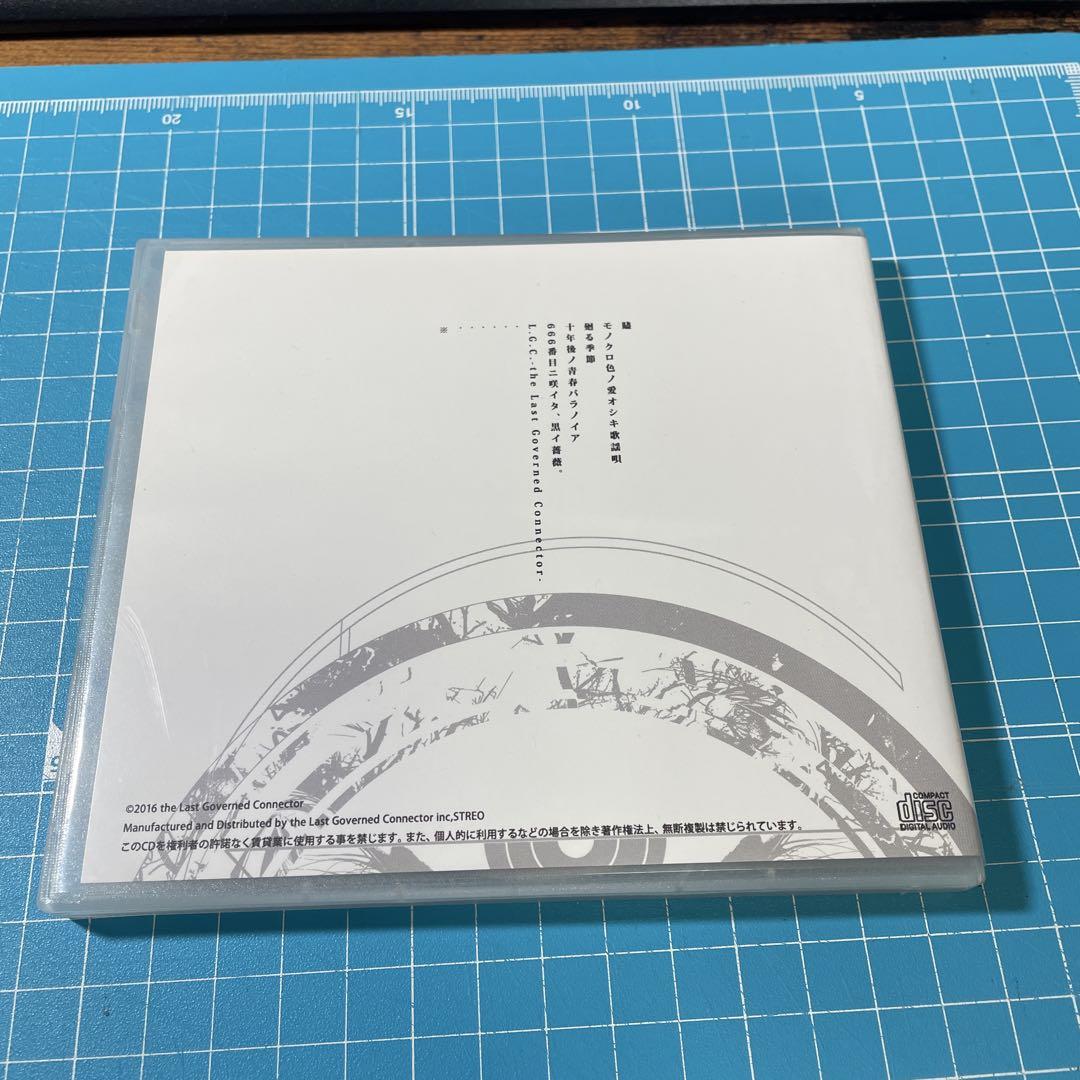 モノクロ色ノ愛オシキ歌謡唄
廻る季節
十年後ノ青春パラノイア
666番目ニ咲イタ、黒イ薔薇。
L.G.C.-the Last Governed Connector-
......
※
©2016 the Last Governed Connector
Manufactured and Distributed by the Last Governed Connector inc,STREO
このCDを権利者の許諾なく賃貸業に使用する事を禁じます。また、個人的に利用するなどの場合を除き著作権法上、無断複製は禁じられています。
COMPACT
disc
DIGITAL AUDIO
20
15
10
5